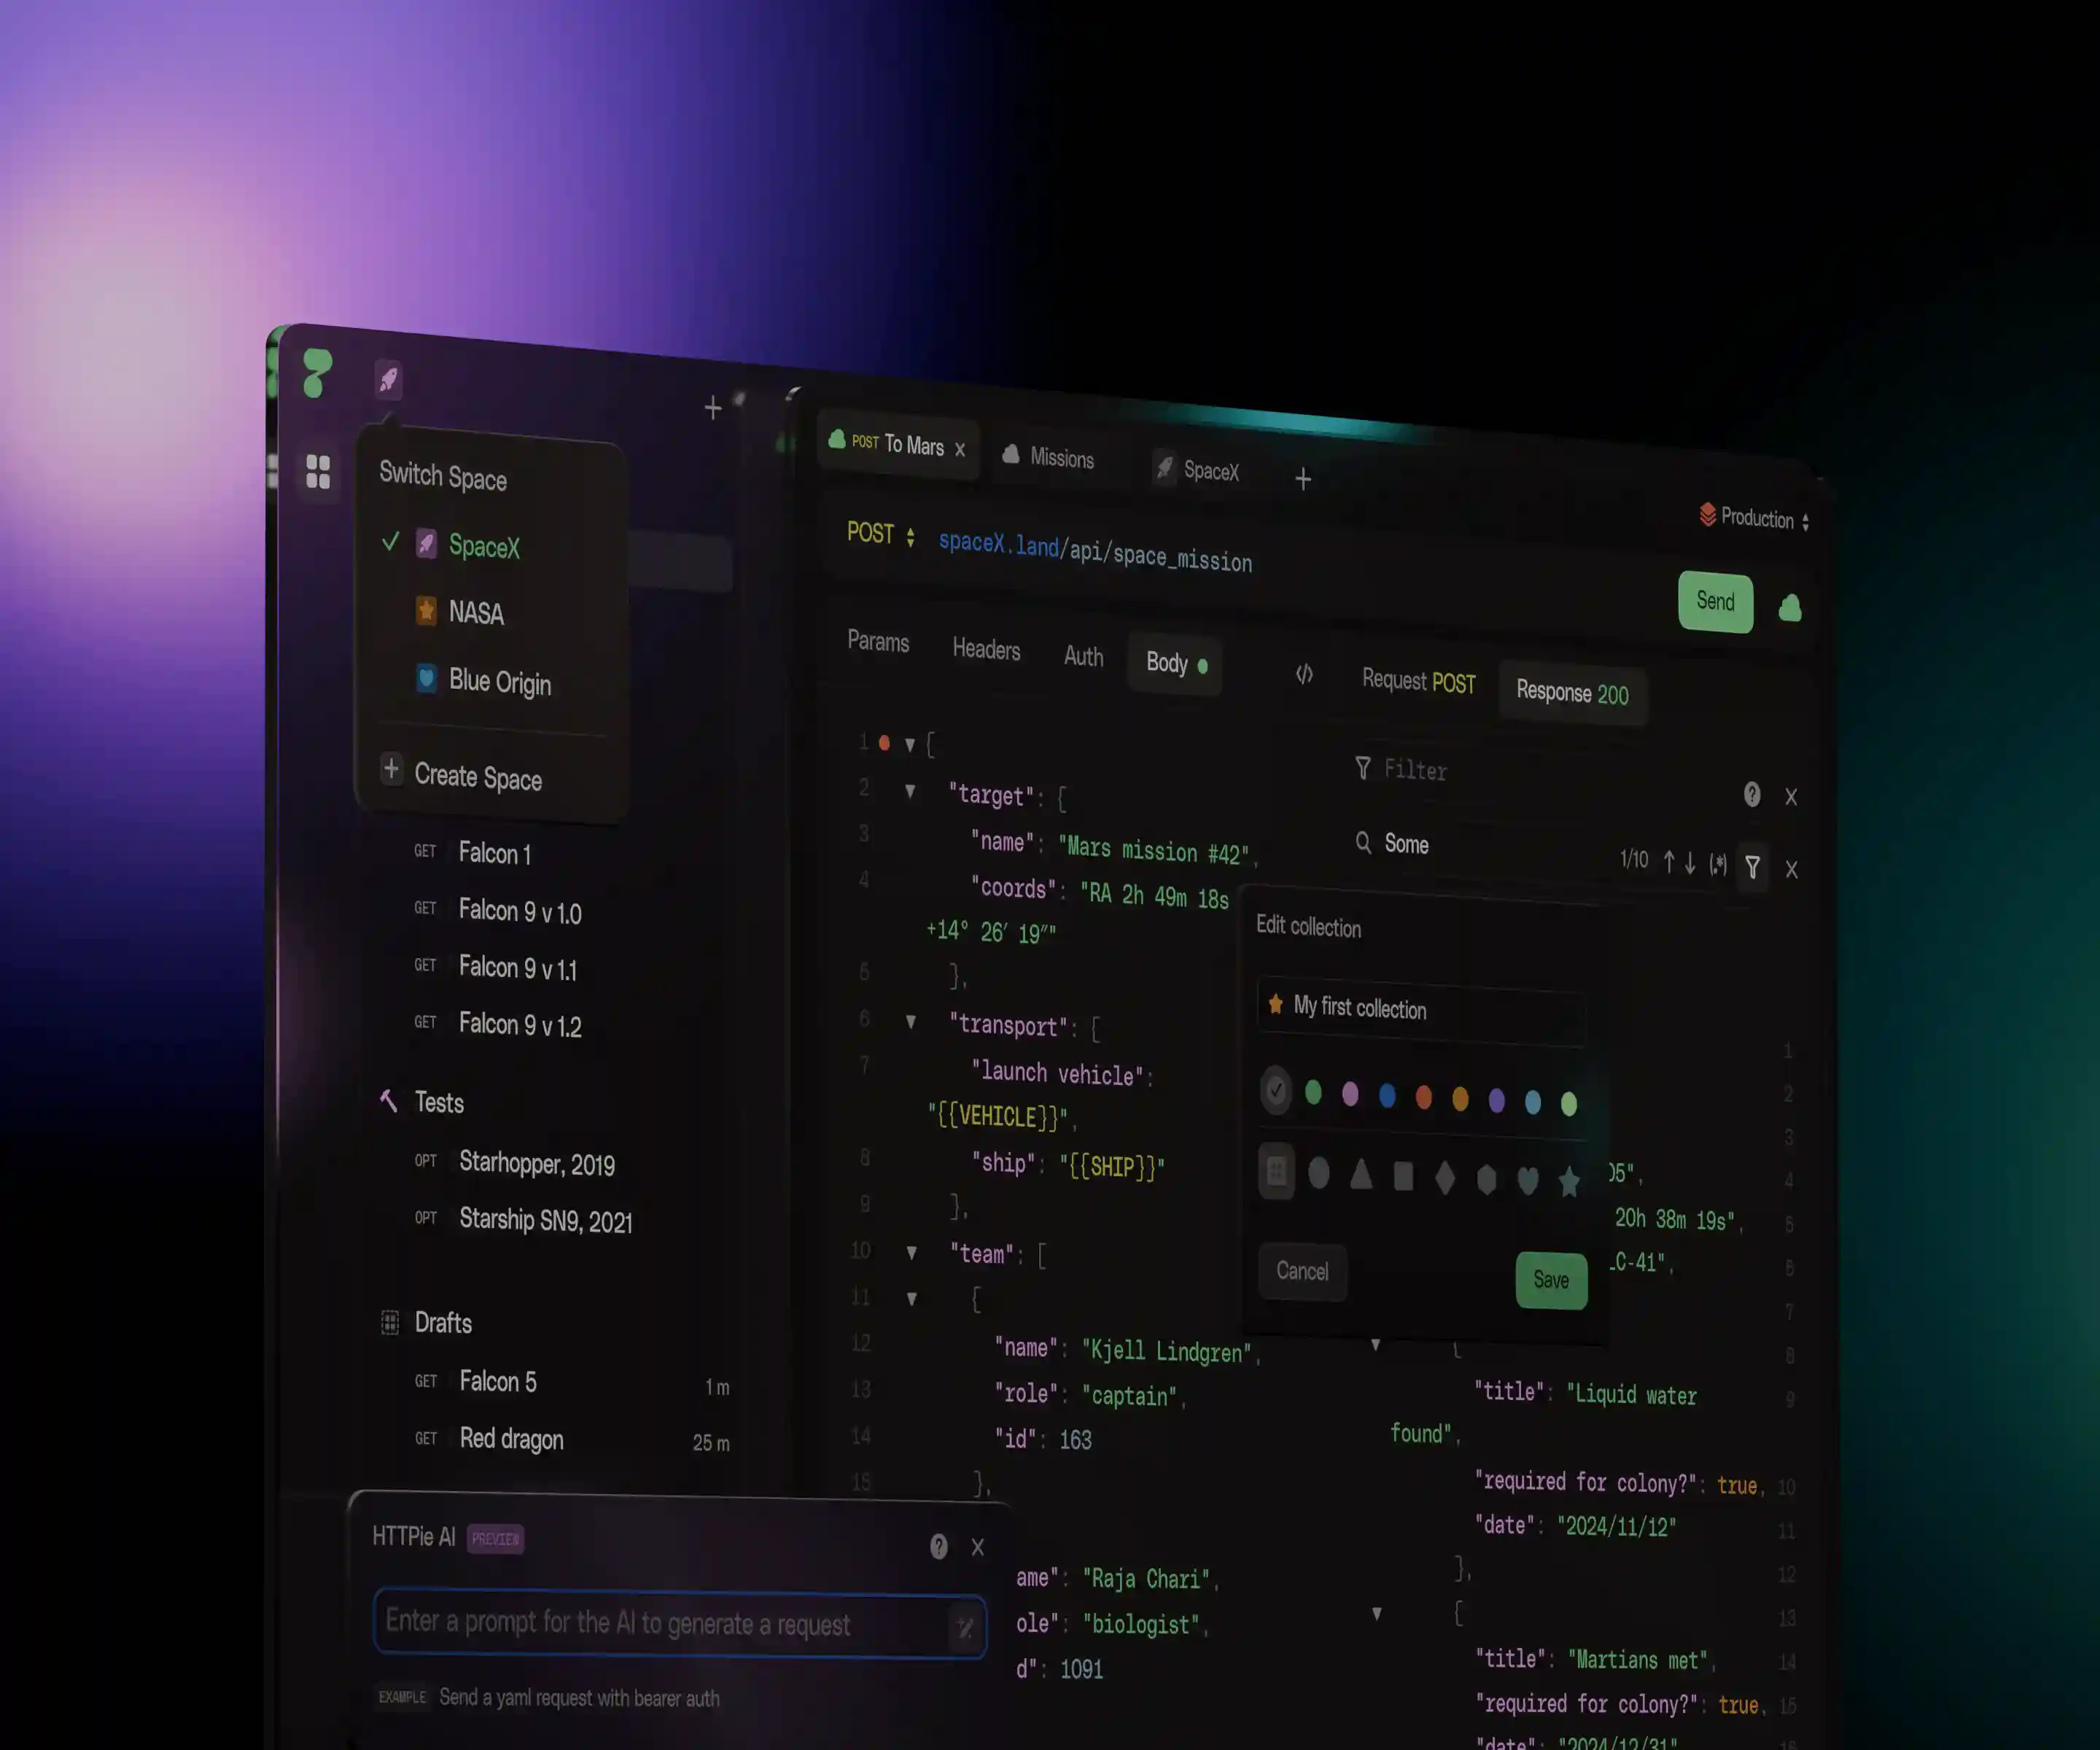 Switch Space
SpaceX
NASA
Blue Origin
Create Space
GET Falcon 1
GET Falcon 9 v 1.0
GET Falcon 9 v 1.1
GET Falcon 9 v 1.2
Tests
OPT Starhopper, 2019
OPT Starship SN9, 2021
Drafts
GET Falcon 5 1 m
GET Red dragon 25 m
HTTPie AI PREVIEW
Enter a prompt for the AI to generate a request
EXAMPLE Send a yaml request with bearer auth
POST To Mars
Missions
SpaceX
Production
POST spaceX.land/api/space_mission
Send
Params Headers Auth Body
Request POST Response 200
1 {
2 "target": {
3 "name": "Mars mission #42",
4 "coords": "RA 2h 49m 18s
+14° 26′ 19″"
5 },
6 "transport": {
7 "launch vehicle":
"{{VEHICLE}}",
8 "ship": "{{SHIP}}"
9 },
10 "team": [
11 {
12 "name": "Kjell Lindgren",
13 "role": "captain",
14 "id": 163
15 },
ame": "Raja Chari",
ole": "biologist",
d": 1091
Filter
Some 1/10 (.*)
Edit collection
My first collection
Cancel Save
1
2
3
05", 4
20h 38m 19s", 5
LC-41", 6
7
{ 8
"title": "Liquid water 9
found",
"required for colony?": true, 10
"date": "2024/11/12" 11
}, 12
{ 13
"title": "Martians met", 14
"required for colony?": true, 15
"date": "2024/12/31" 16